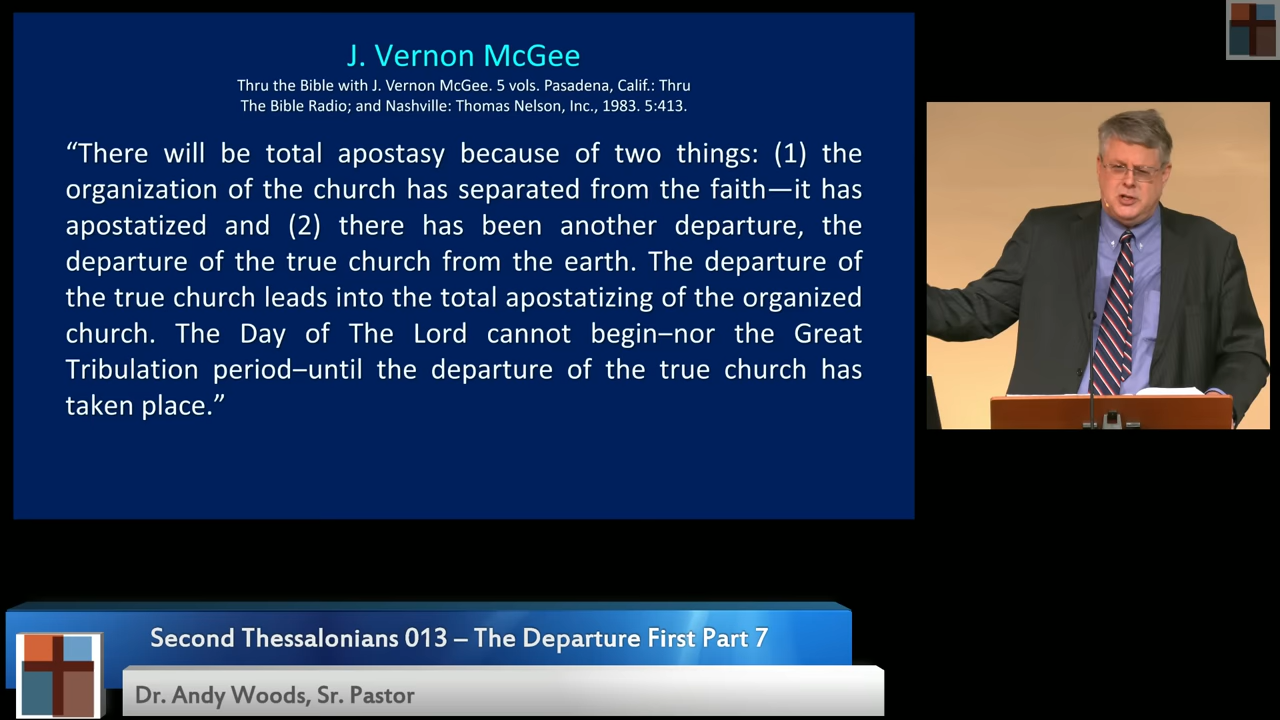 J. Vernon McGee
Thru the Bible with J. Vernon McGee. 5 vols. Pasadena, Calif.: Thru
The Bible Radio; and Nashville: Thomas Nelson, Inc., 1983. 5:413.
“There will be total apostasy because of two things: (1) the
organization of the church has separated from the faith—it has
apostatized and (2) there has been another departure, the
departure of the true church from the earth. The departure of
the true church leads into the total apostatizing of the organized
church. The Day of The Lord cannot begin–nor the Great
Tribulation period–until the departure of the true church has
taken place.”
Second Thessalonians 013 – The Departure First Part 7
Dr. Andy Woods, Sr. Pastor